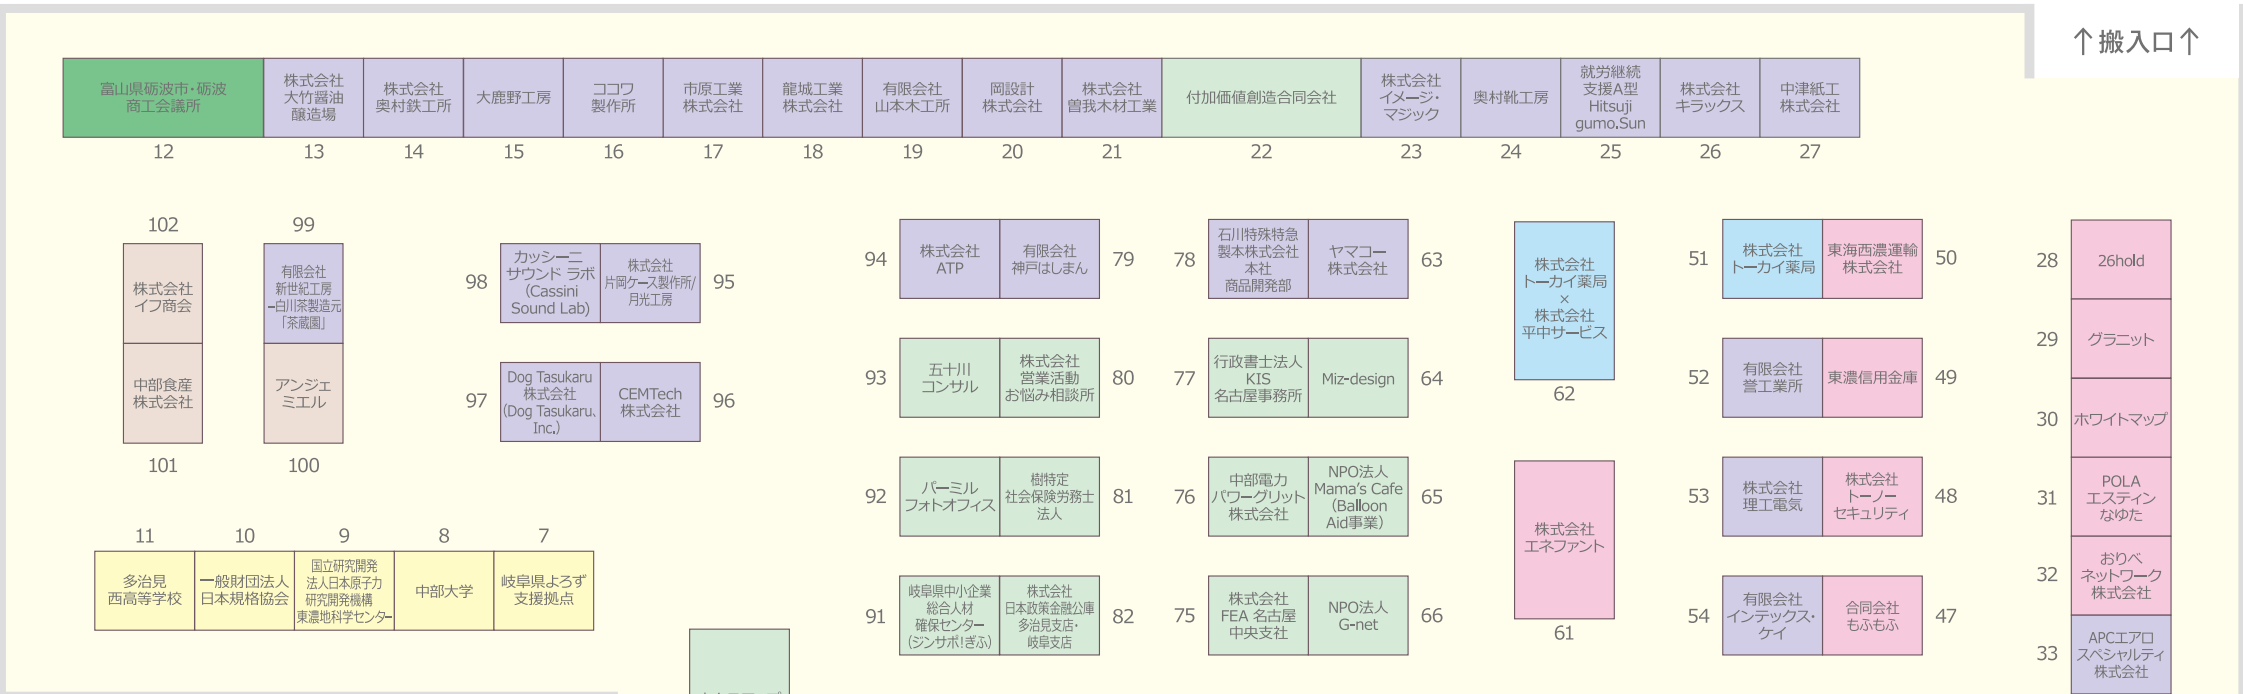 ↑搬入口↑
富山県砺波市・砺波
商工会議所
12
株式会社
大竹醤油
醸造場
13
株式会社
奥村鉄工所
14
大鹿野工房
15
ココワ
製作所
16
市原工業
株式会社
17
龍城工業
株式会社
18
有限会社
山本木工所
19
岡設計
株式会社
20
株式会社
曽我木材工業
21
付加価値創造合同会社
22
株式会社
イメージ・
マジック
23
奥村靴工房
24
就労継続
支援A型
Hitsuji
gumo.Sun
25
株式会社
キラックス
26
中津紙工
株式会社
27
102
株式会社
イフ商会
中部食産
株式会社
101
99
有限会社
新世紀工房
−白川茶製造元
「茶蔵園」
アンジェ
ミエル
100
98
カッシーニ
サウンド ラボ
(Cassini
Sound Lab)
株式会社
片岡ケース製作所/
月光工房
95
97
Dog Tasukaru
株式会社
(Dog Tasukaru、
Inc.)
CEMTech
株式会社
96
94
株式会社
ATP
有限会社
神戸はしまん
79
93
五十川
コンサル
株式会社
営業活動
お悩み相談所
80
92
パーミル
フォトオフィス
樹特定
社会保険労務士
法人
81
91
岐阜県中小企業
総合人材
確保センター
(ジンサポ!ぎふ)
株式会社
日本政策金融公庫
多治見支店・
岐阜支店
82
78
石川特殊特急
製本株式会社
本社
商品開発部
ヤマコー
株式会社
63
77
行政書士法人
KIS
名古屋事務所
Miz-design
64
76
中部電力
パワーグリット
株式会社
NPO法人
Mama's Cafe
(Balloon
Aid事業)
65
75
株式会社
FEA 名古屋
中央支社
NPO法人
G-net
66
株式会社
トーカイ薬局
×
株式会社
平中サービス
62
株式会社
エネファント
61
51
株式会社
トーカイ薬局
東海西濃運輸
株式会社
50
52
有限会社
誉工業所
東濃信用金庫
49
53
株式会社
理工電気
株式会社
トーノー
セキュリティ
48
54
有限会社
インテックス・
ケイ
合同会社
もふもふ
47
28
26hold
29
グラニット
30
ホワイトマップ
31
POLA
エスティン
なゆた
32
おりべ
ネットワーク
株式会社
33
APCエアロ
スペシャルティ
株式会社
11
多治見
西高等学校
10
一般財団法人
日本規格協会
9
国立研究開発
法人日本原子力
研究開発機構
東濃地科学センター
8
中部大学
7
岐阜県よろず
支援拠点